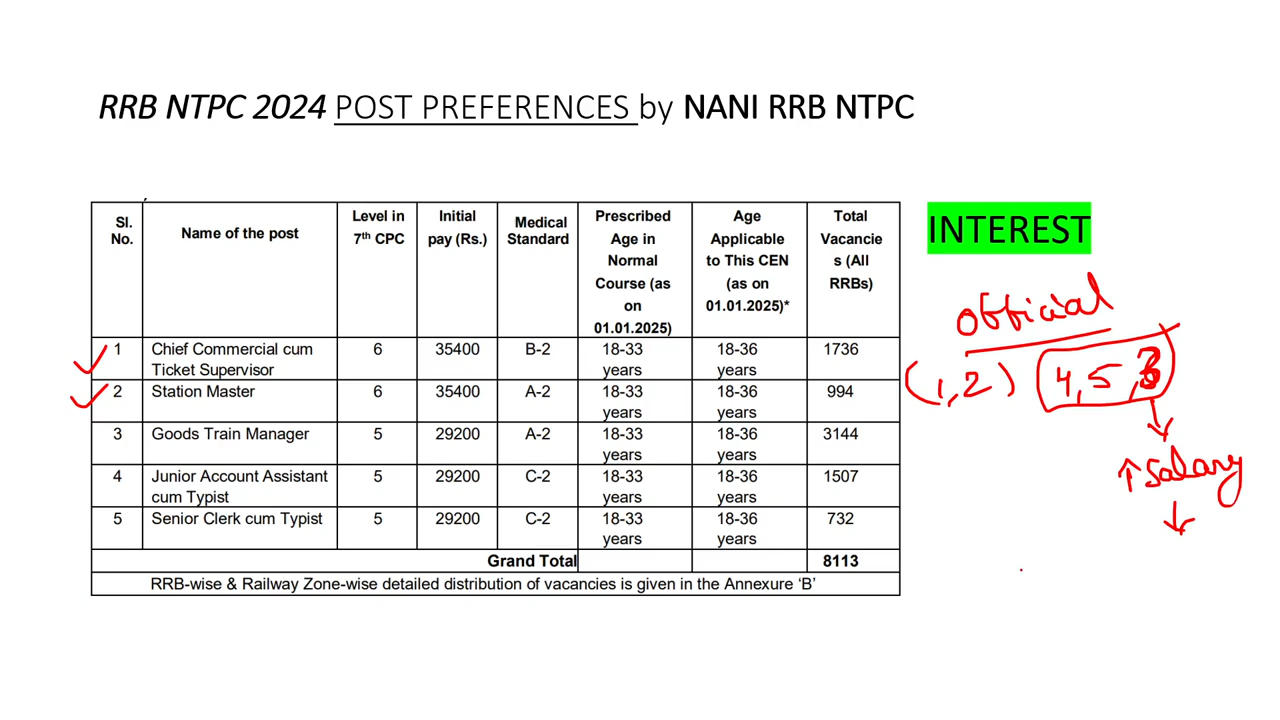 RRB NTPC 2024 POST PREFERENCES by NANI RRB NTPC
Sl. No. | Name of the post | Level in 7th CPC | Initial pay (Rs.) | Medical Standard | Prescribed Age in Normal Course (as on 01.01.2025) | Age Applicable to This CEN (as on 01.01.2025)* | Total Vacancie s (All RRBs)
1 | Chief Commercial cum Ticket Supervisor | 6 | 35400 | B-2 | 18-33 years | 18-36 years | 1736
2 | Station Master | 6 | 35400 | A-2 | 18-33 years | 18-36 years | 994
3 | Goods Train Manager | 5 | 29200 | A-2 | 18-33 years | 18-36 years | 3144
4 | Junior Account Assistant cum Typist | 5 | 29200 | C-2 | 18-33 years | 18-36 years | 1507
5 | Senior Clerk cum Typist | 5 | 29200 | C-2 | 18-33 years | 18-36 years | 732
Grand Total | 8113
RRB-wise & Railway Zone-wise detailed distribution of vacancies is given in the Annexure ‘B’
INTEREST
official
(1,2) 4,5,3
↑ salary
↓